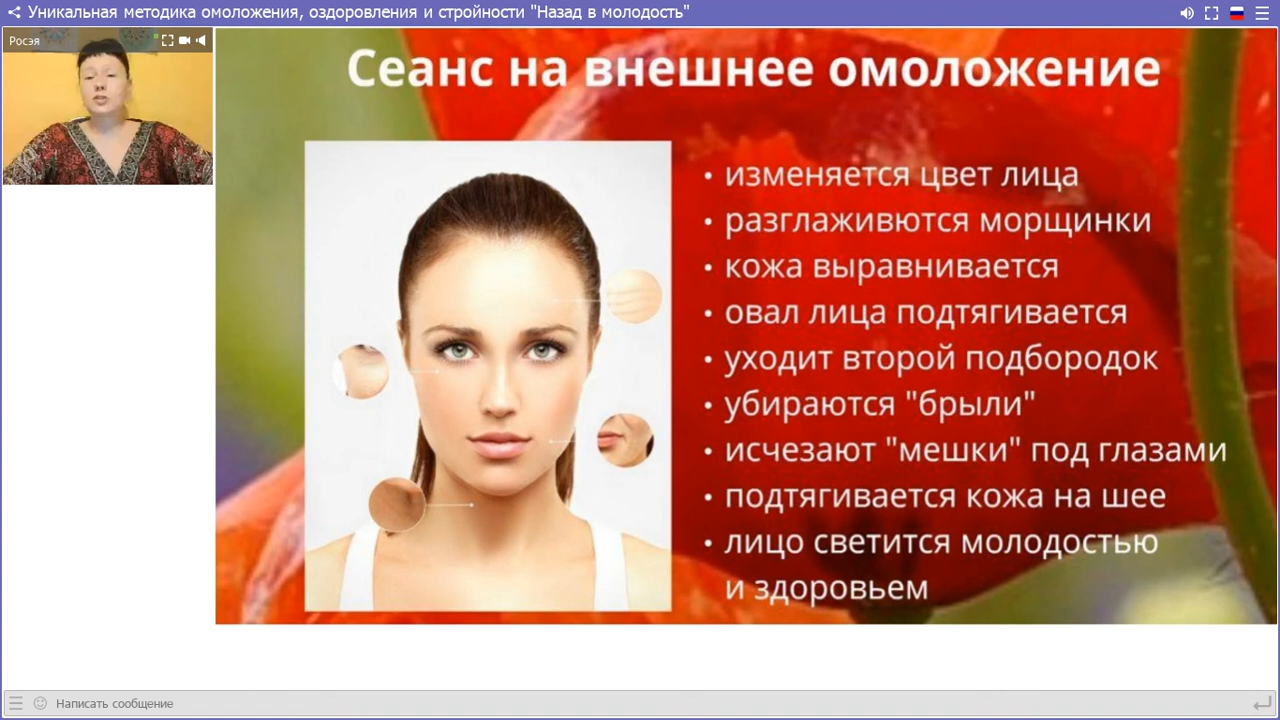 Уникальная методика омоложения, оздоровления и стройности "Назад в молодость"
Росэя
Сеанс на внешнее омоложение
• изменяется цвет лица
• разглаживются морщинки
• кожа выравнивается
• овал лица подтягивается
• уходит второй подбородок
• убираются "брыли"
• исчезают "мешки" под глазами
• подтягивается кожа на шее
• лицо светится молодостью
и здоровьем
Написать сообщение